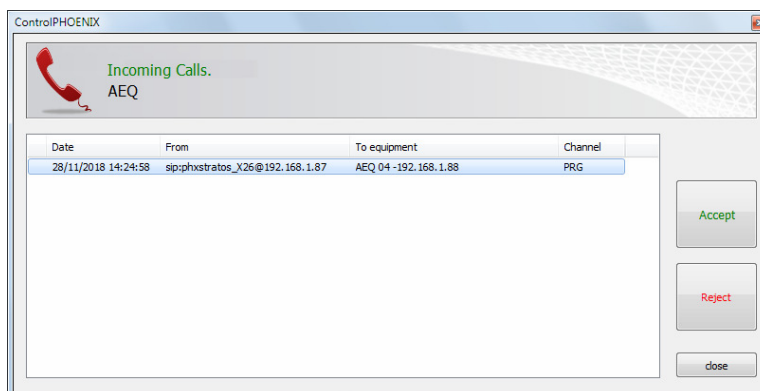 ControlPHOENIX
Incoming Calls.
AEQ
Date From To equipment Channel
28/11/2018 14:24:58 sip:phxstratos_X26@192.168.1.87 AEQ 04 -192.168.1.88 PRG
Accept
Reject
close